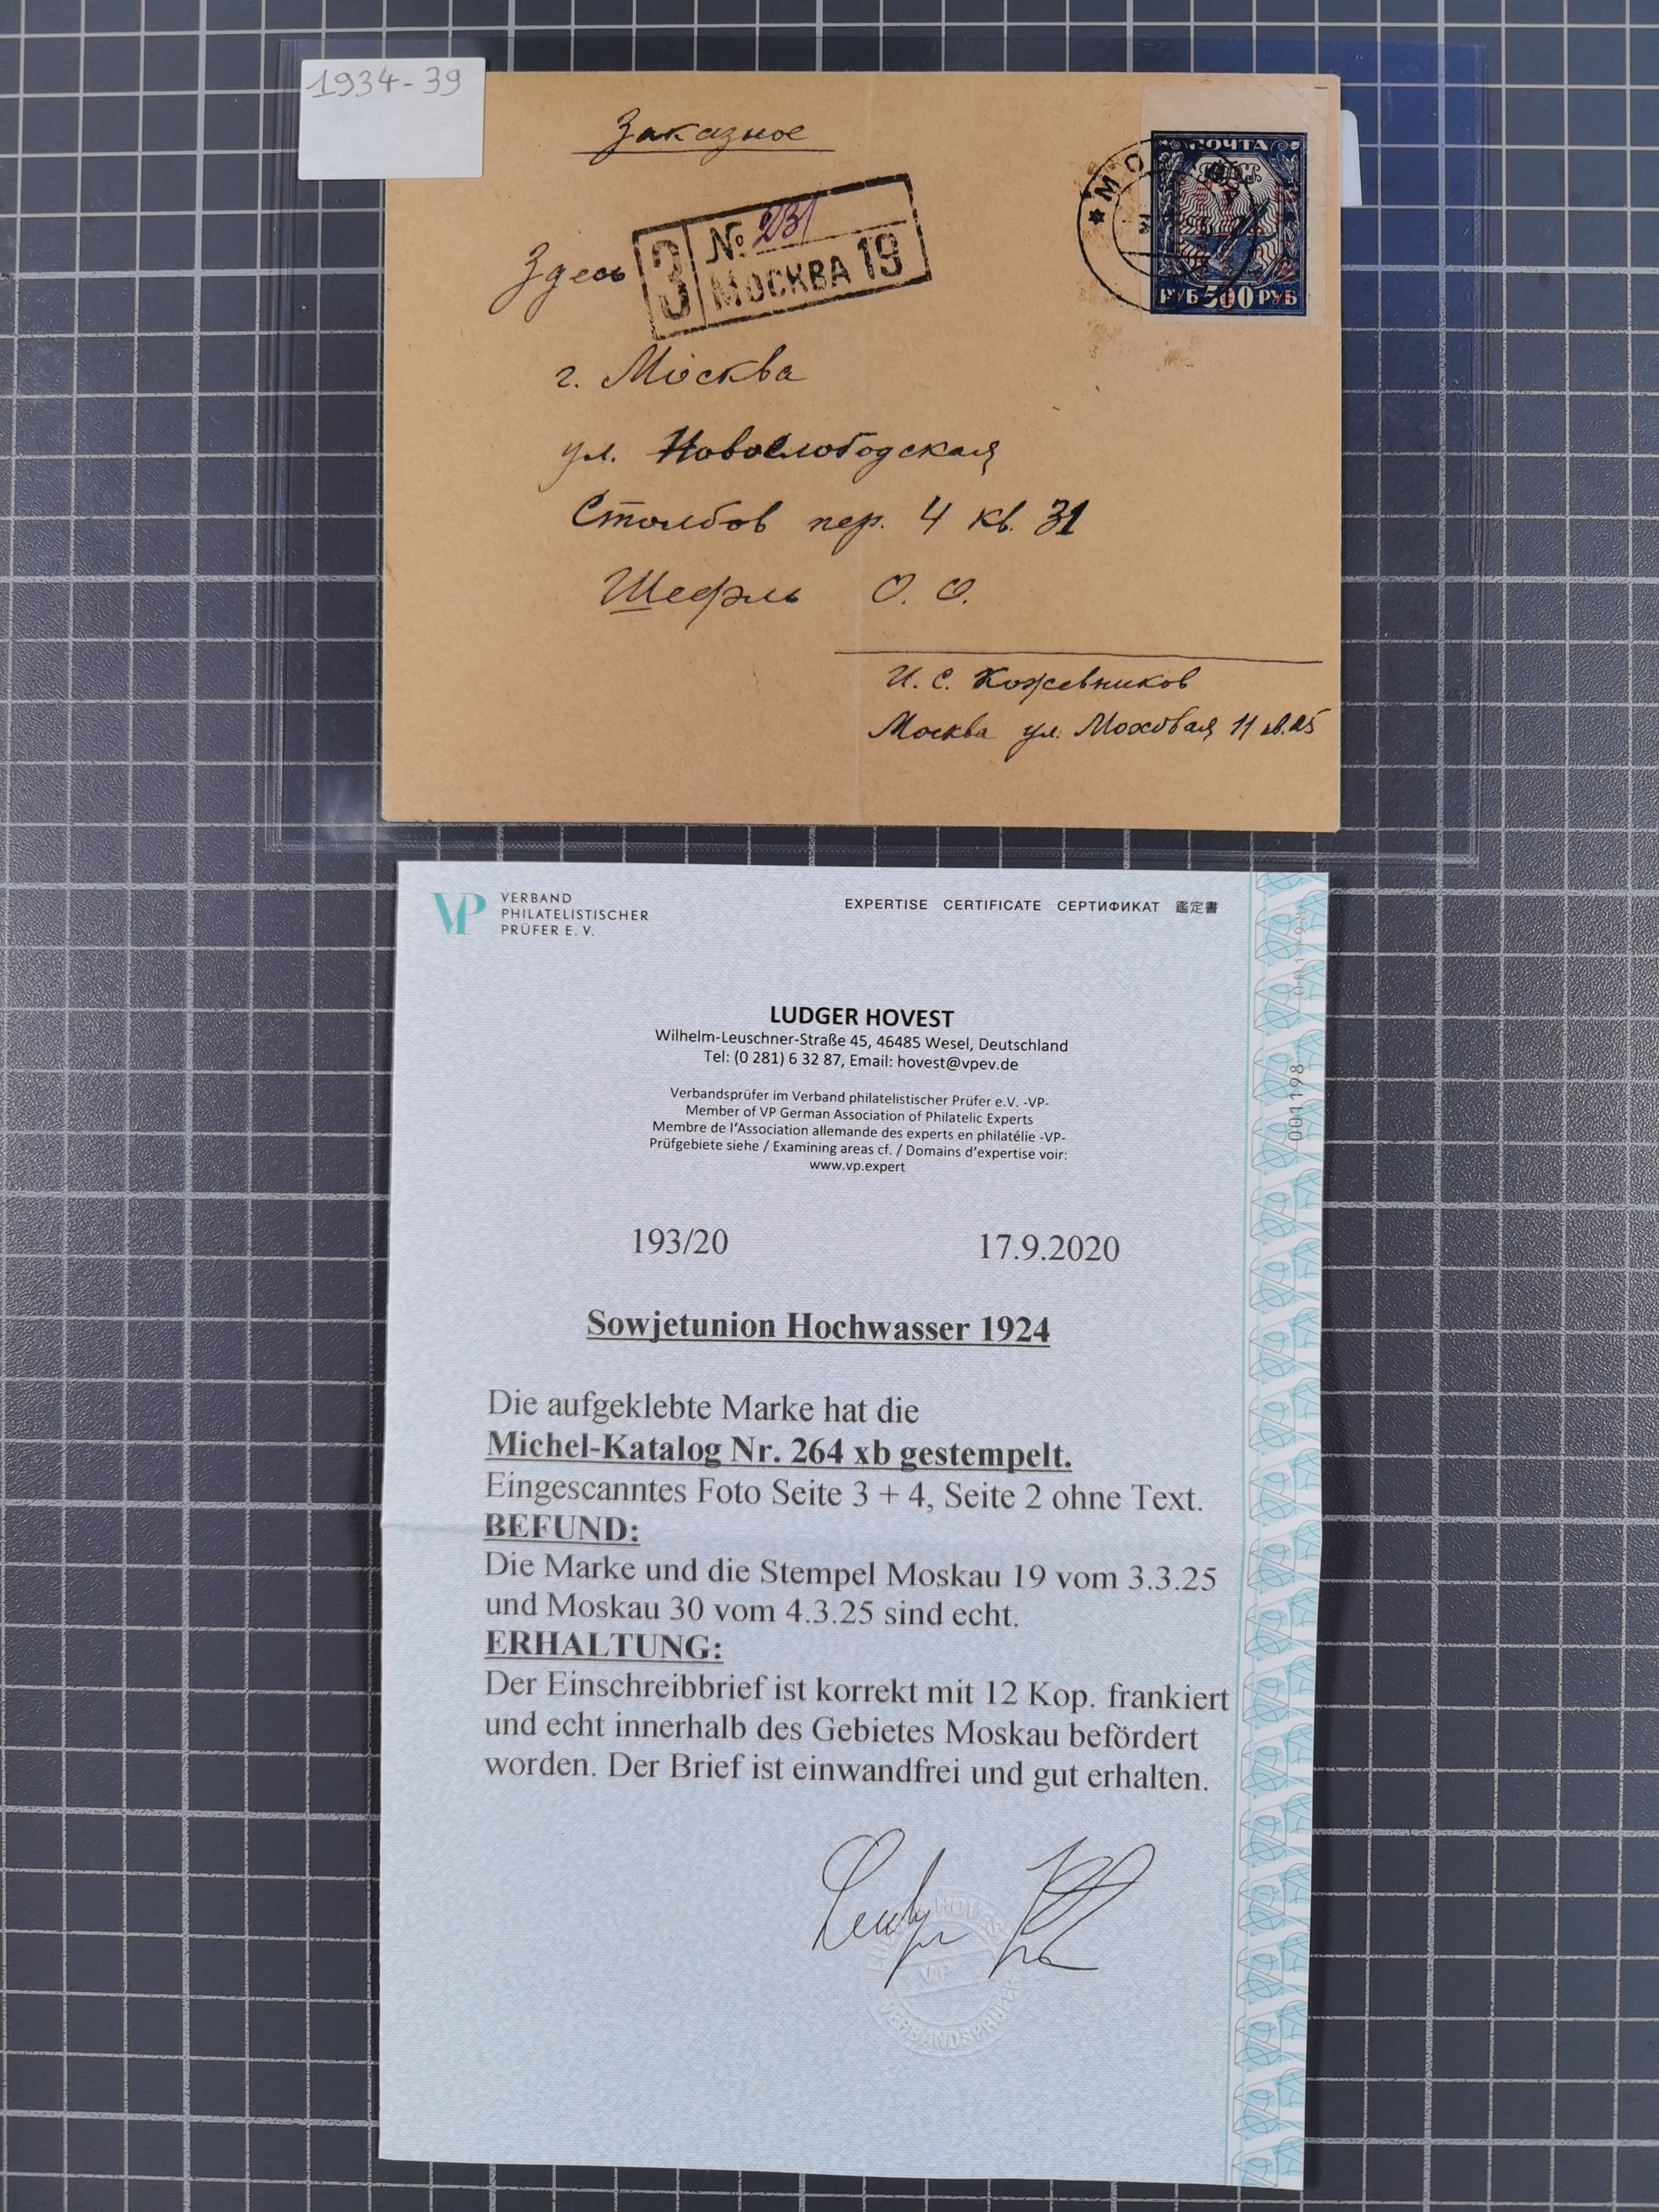 1934-39
Заказное
Здесь
З
№ 231
МОСКВА 19
ПОЧТА
РУБ 500 РУБ
г. Москва
ул. Новослободская
Столбов пер. 4 кв. 31
Шефель О. О.
И. С. Кожевников
Москва ул. Моховая 11 кв. 25
VP VERBAND
PHILATELISTISCHER
PRÜFER E. V.
EXPERTISE CERTIFICATE СЕРТИФИКАТ 鑑定書
LUDGER HOVEST
Wilhelm-Leuschner-Straße 45, 46485 Wesel, Deutschland
Tel: (0 281) 6 32 87, Email: hovest@vpev.de
Verbandsprüfer im Verband philatelistischer Prüfer e.V. -VP-
Member of VP German Association of Philatelic Experts
Membre de l'Association allemande des experts en philatélie -VP-
Prüfgebiete siehe / Examining areas cf. / Domains d'expertise voir:
www.vp.expert
001198
193/20 17.9.2020
Sowjetunion Hochwasser 1924
Die aufgeklebte Marke hat die
Michel-Katalog Nr. 264 xb gestempelt.
Eingescanntes Foto Seite 3 + 4, Seite 2 ohne Text.
BEFUND:
Die Marke und die Stempel Moskau 19 vom 3.3.25
und Moskau 30 vom 4.3.25 sind echt.
ERHALTUNG:
Der Einschreibbrief ist korrekt mit 12 Kop. frankiert
und echt innerhalb des Gebietes Moskau befördert
worden. Der Brief ist einwandfrei und gut erhalten.
VP
VERBANDSPRÜFER